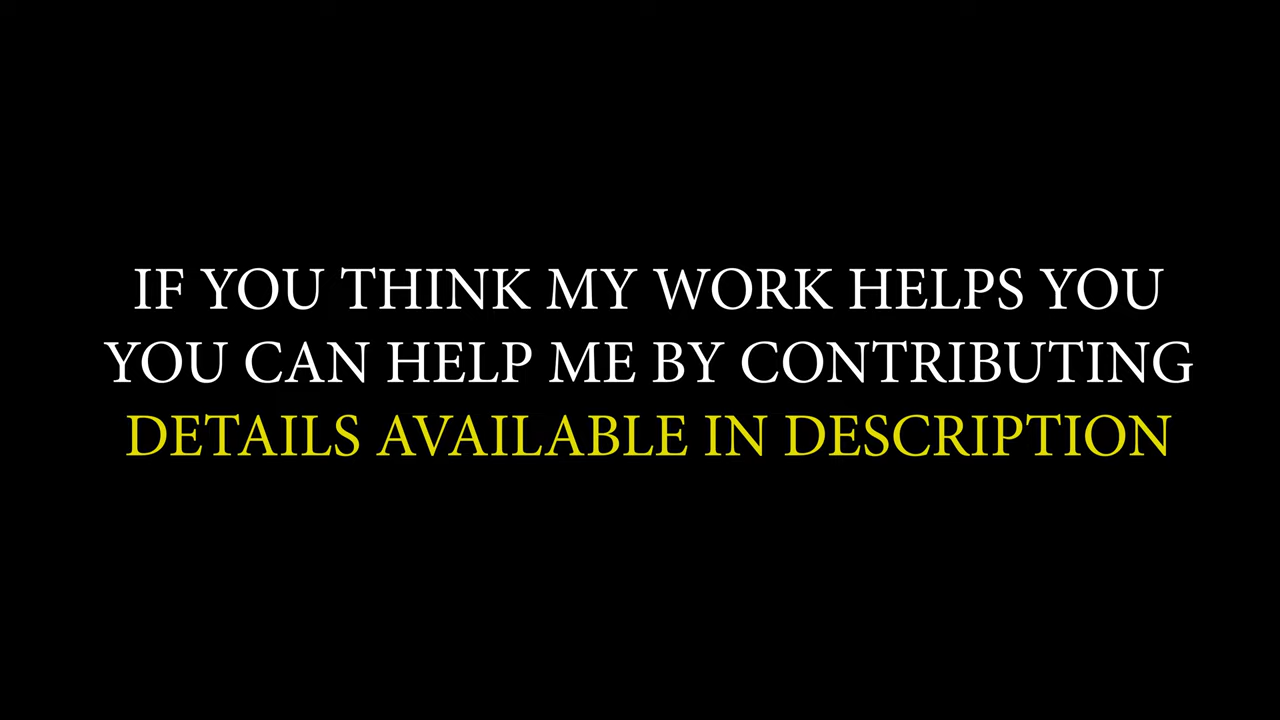 IF YOU THINK MY WORK HELPS YOU
YOU CAN HELP ME BY CONTRIBUTING
DETAILS AVAILABLE IN DESCRIPTION